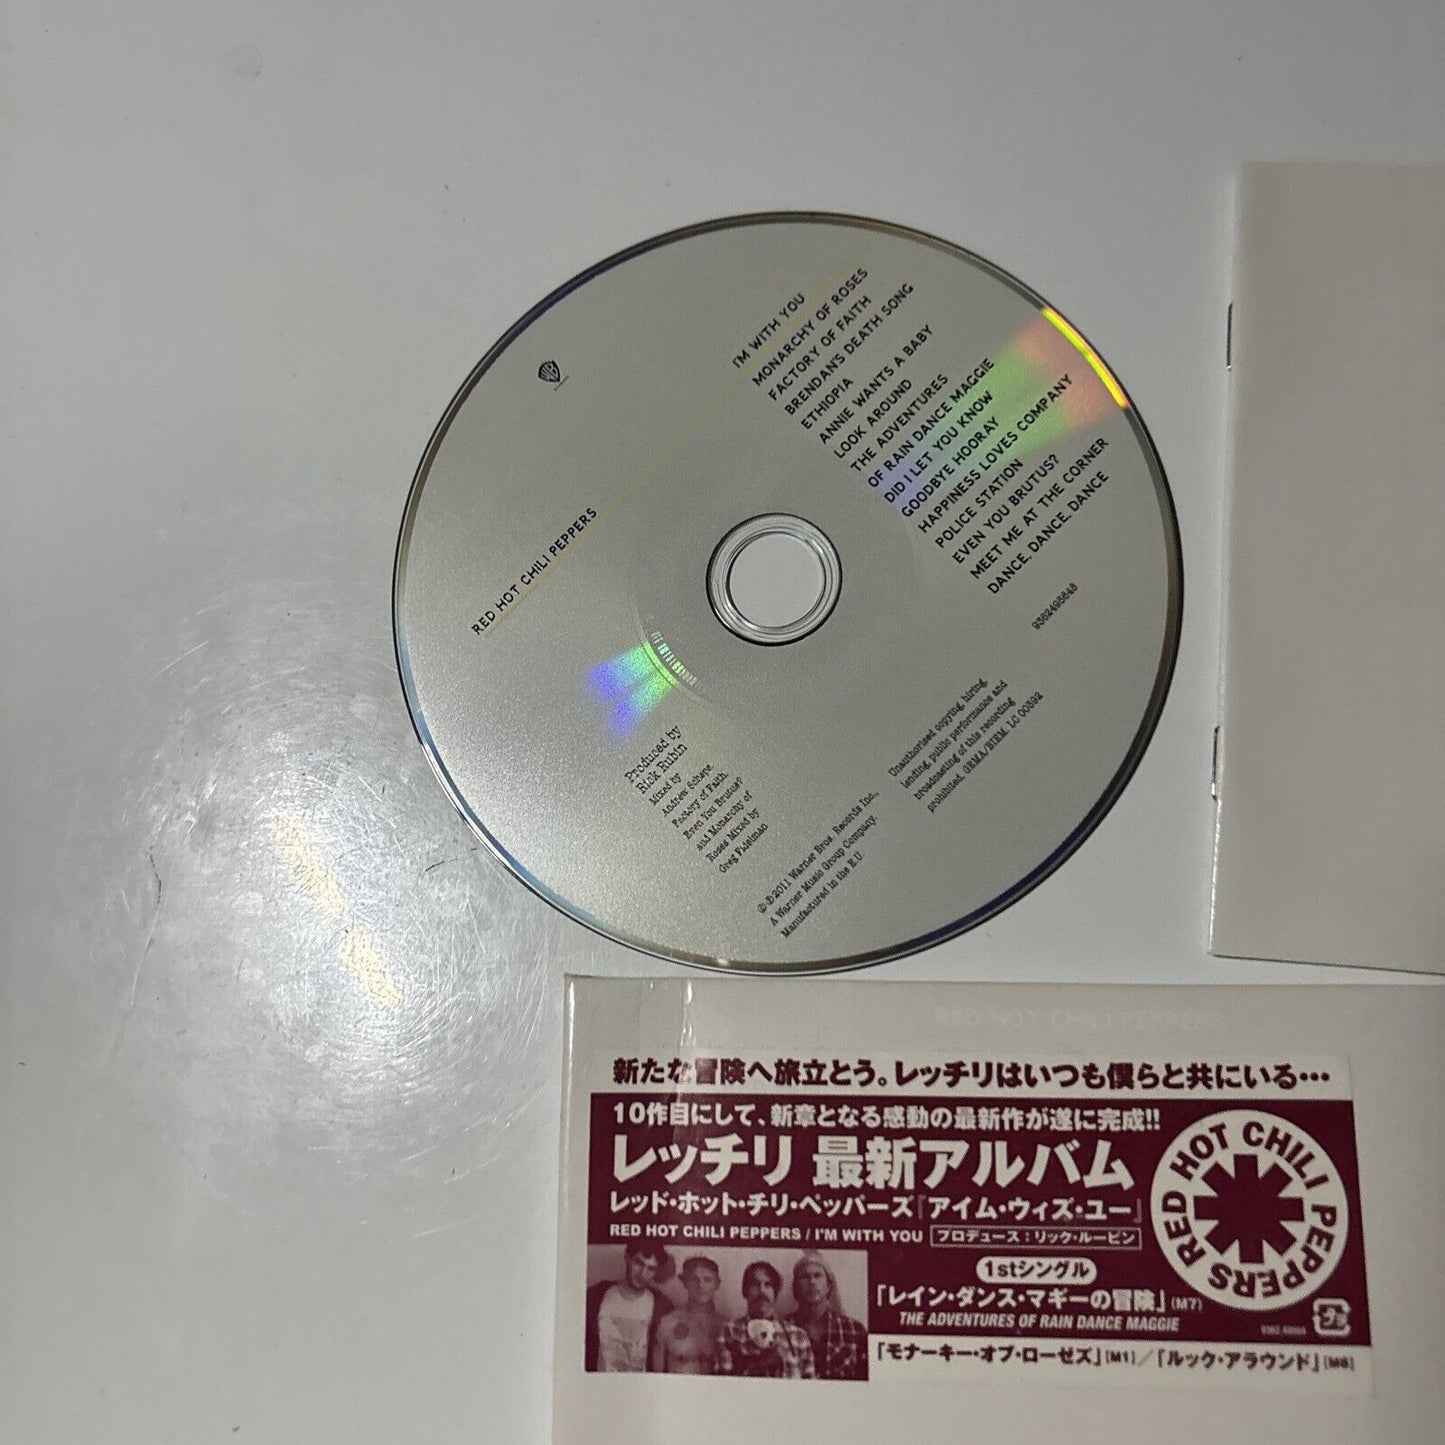 I'M WITH YOU
MONARCHY OF ROSES
FACTORY OF FAITH
BRENDAN'S DEATH SONG
ETHIOPIA
ANNIE WANTS A BABY
LOOK AROUND
THE ADVENTURES
OF RAIN DANCE MAGGIE
DID I LET YOU KNOW
GOODBYE HOORAY
HAPPINESS LOVES COMPANY
POLICE STATION
EVEN YOU BRUTUS?
MEET ME AT THE CORNER
DANCE, DANCE, DANCE
9362495646
RED HOT CHILI PEPPERS
Produced by
Rick Rubin
Mixed by
Andrew Scheps.
Factory of Faith,
Even You Brutus?
and Monarchy of
Roses Mixed by
Greg Fidelman
℗©2011 Warner Bros. Records Inc.,
A Warner Music Group Company.
Manufactured in the E.U.
Unauthorised copying, hiring,
lending, public performance and
broadcasting of this recording
prohibited. GEMA/BIEM. LC 00392
RED HOT CHILI PEPPERS
新たな冒険へ旅立とう。レッチリはいつも僕らと共にいる…
10作目にして、新章となる感動の最新作が遂に完成!!
レッチリ 最新アルバム
レッド・ホット・チリ・ペッパーズ『アイム・ウィズ・ユー』
RED HOT CHILI PEPPERS / I'M WITH YOU プロデュース:リック・ルービン
1stシングル
「レイン・ダンス・マギーの冒険」(M7)
THE ADVENTURES OF RAIN DANCE MAGGIE
「モナーキー・オブ・ローゼズ」(M1)/「ルック・アラウンド」(M6)
RED HOT CHILI PEPPERS